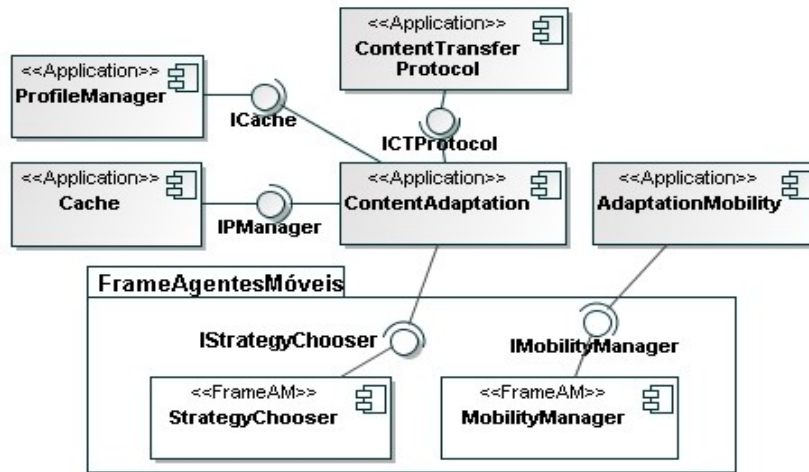 <<Application>>
ContentTransfer
Protocol
<<Application>>
ProfileManager
ICache
ICTProtocol
<<Application>>
Cache
IPManager
<<Application>>
ContentAdaptation
<<Application>>
AdaptationMobility
FrameAgentesMóveis
IStrategyChooser
IMobilityManager
<<FrameAM>>
StrategyChooser
<<FrameAM>>
MobilityManager